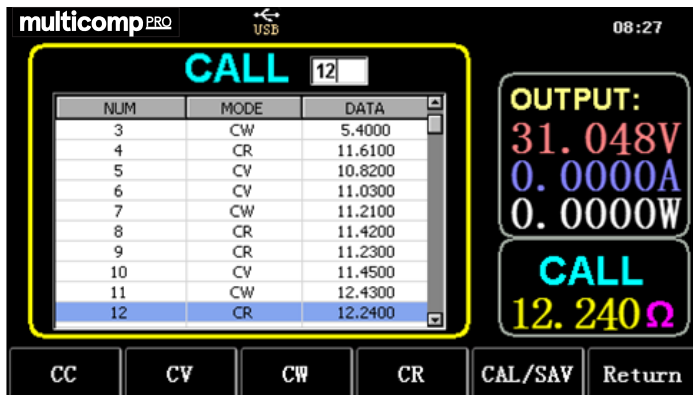 multicomp PRO
USB
08:27
CALL 12
NUM MODE DATA
3 CW 5.4000
4 CR 11.6100
5 CV 10.8200
6 CV 11.0300
7 CW 11.2100
8 CR 11.4200
9 CR 11.2300
10 CV 11.4500
11 CW 12.4300
12 CR 12.2400
OUTPUT:
31.048V
0.0000A
0.0000W
CALL
12.240Ω
CC CV CW CR CAL/SAV Return